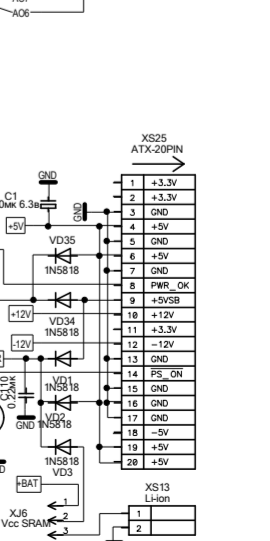 AO6
XS25
ATX-20PIN
1 +3.3V
2 +3.3V
3 GND
4 +5V
5 GND
6 +5V
7 GND
8 PWR_OK
9 +5VSB
10 +12V
11 +3.3V
12 -12V
13 GND
14 PS_ON
15 GND
16 GND
17 GND
18 -5V
19 +5V
20 +5V
GND
C1
0мк 6.3в
GND
+5V
VD35
1N5818
VD34
1N5818
+12V
-12V
VD1
1N5818
C110
0,22мк
GND
VD2
1N5818
1N5818
VD3
+BAT
XJ6
Vcc SRAM
1
2
3
XS13
Li-ion
1
2